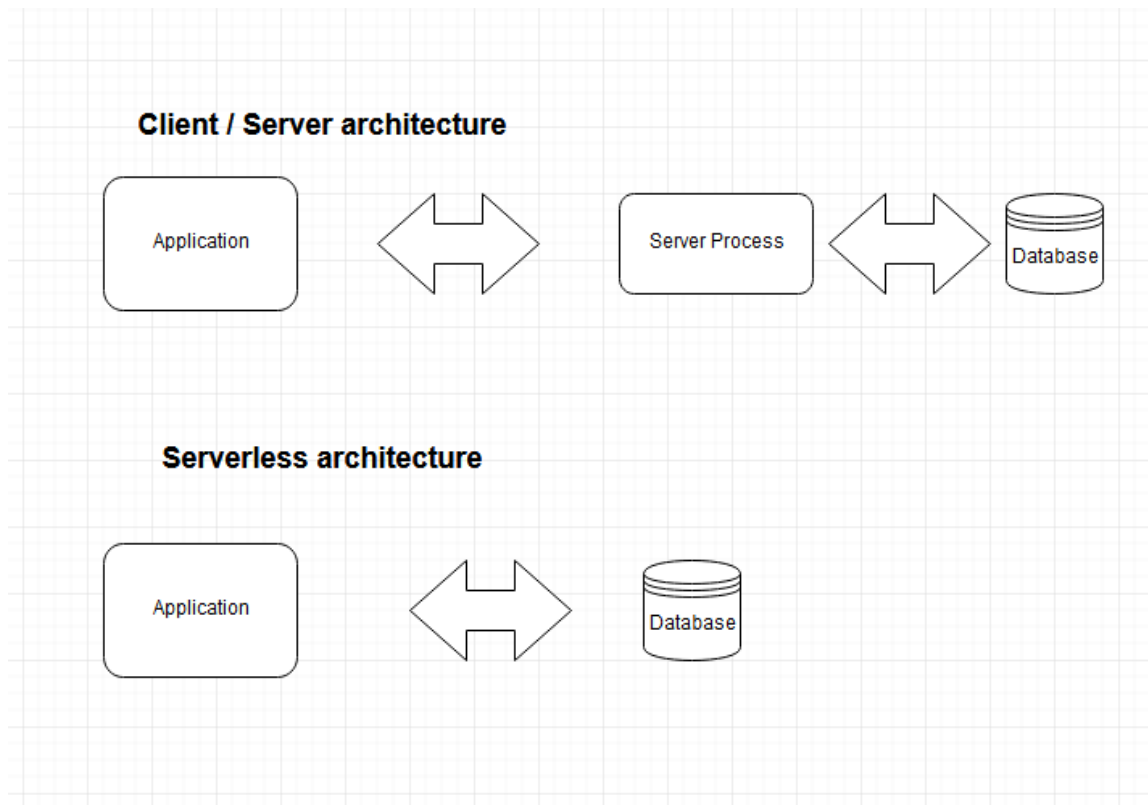 Client / Server architecture
Application
Server Process
Database
Serverless architecture
Application
Database